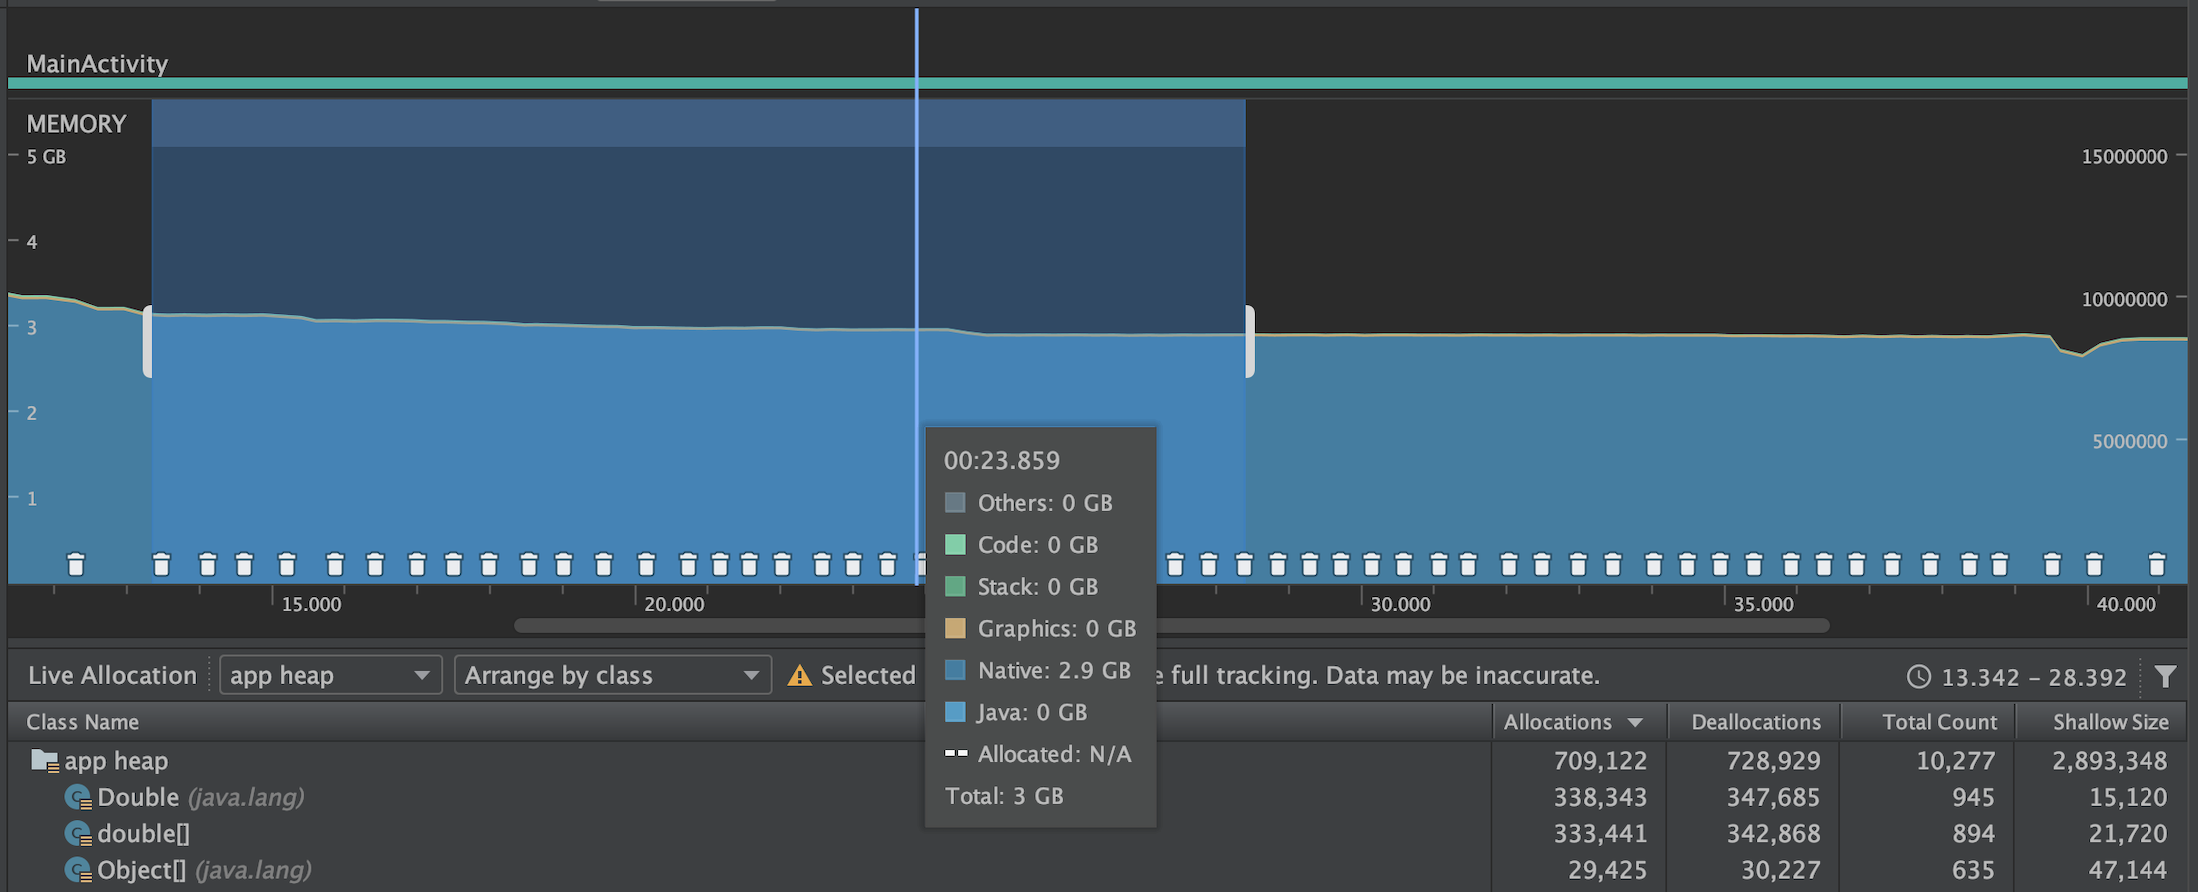 MainActivity
MEMORY
5 GB
15000000
4
10000000
3
2
5000000
1
00:23.859
Others: 0 GB
Code: 0 GB
Stack: 0 GB
Graphics: 0 GB
Native: 2.9 GB
Java: 0 GB
Allocated: N/A
Total: 3 GB
15.000 20.000 30.000 35.000 40.000
Live Allocation app heap Arrange by class Selected full tracking. Data may be inaccurate. 13.342 – 28.392
Class Name Allocations Deallocations Total Count Shallow Size
app heap 709,122 728,929 10,277 2,893,348
Double (java.lang) 338,343 347,685 945 15,120
double[] 333,441 342,868 894 21,720
Object[] (java.lang) 29,425 30,227 635 47,144